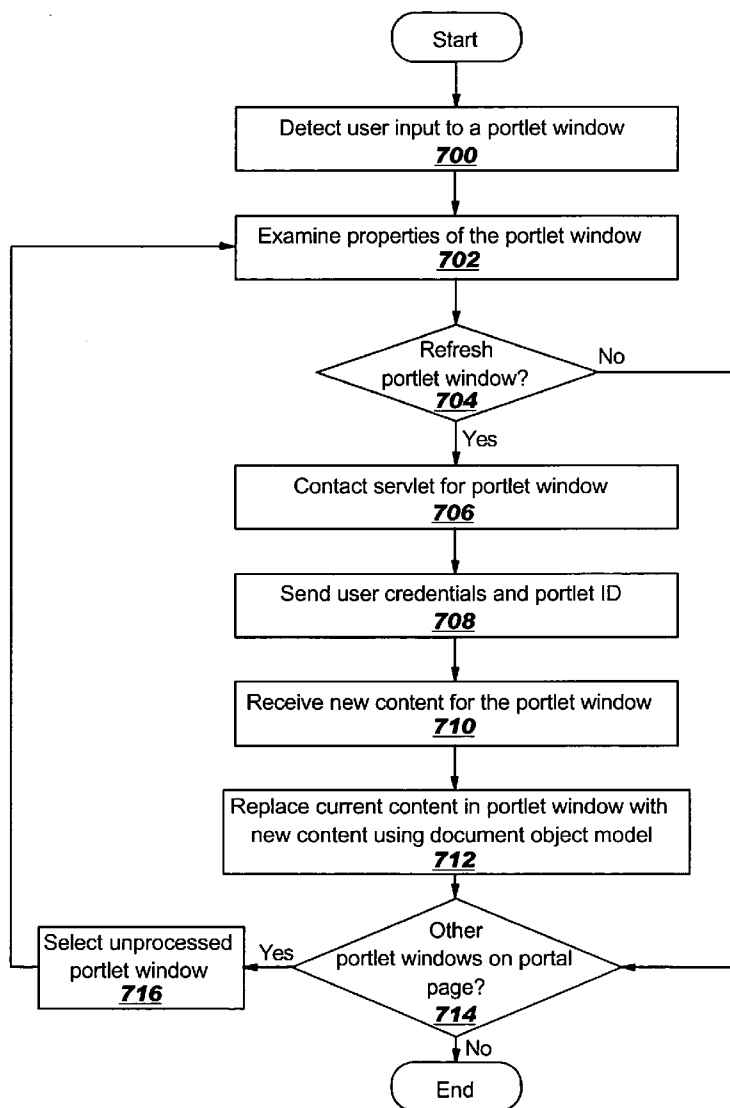 Start
Detect user input to a portlet window
700
Examine properties of the portlet window
702
Refresh
portlet window?
704
No
Yes
Contact servlet for portlet window
706
Send user credentials and portlet ID
708
Receive new content for the portlet window
710
Replace current content in portlet window with
new content using document object model
712
Other
portlet windows on portal
page?
714
Yes
Select unprocessed
portlet window
716
No
End